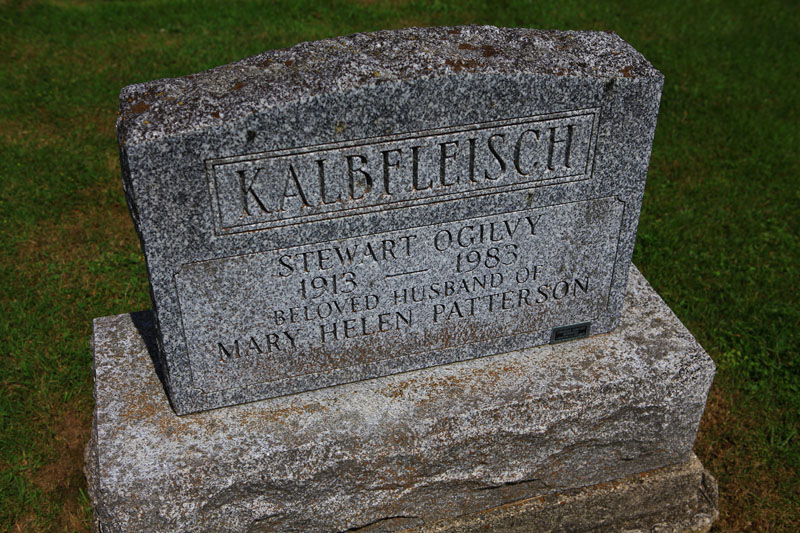 KALBFLEISCH
STEWART OGILVY
1913 — 1983
BELOVED HUSBAND OF
MARY HELEN PATTERSON